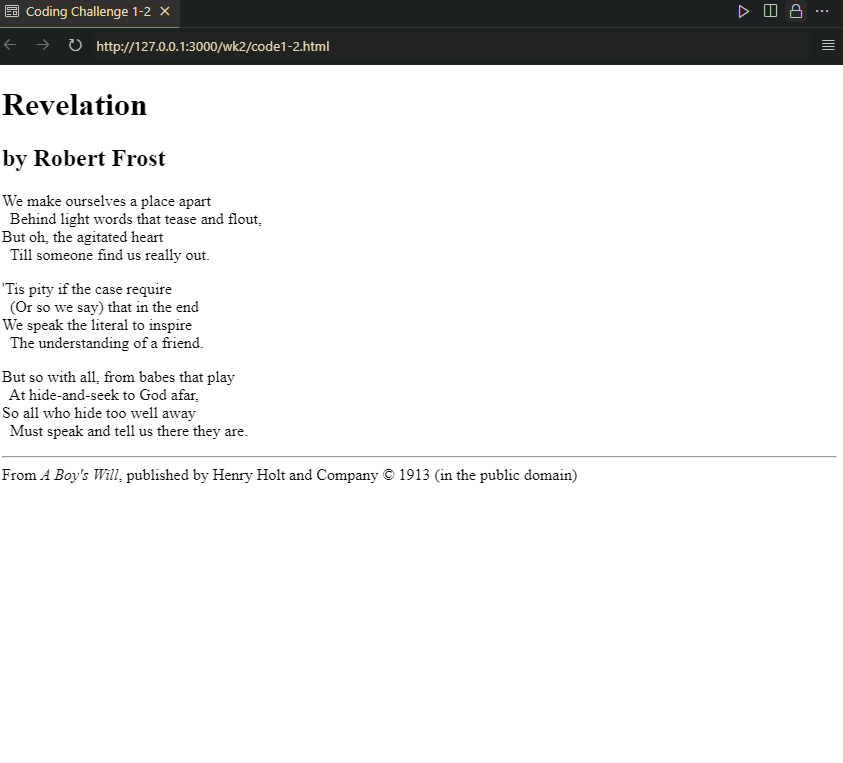 Coding Challenge 1-2
http://127.0.0.1:3000/wk2/code1-2.html
Revelation
by Robert Frost
We make ourselves a place apart
Behind light words that tease and flout,
But oh, the agitated heart
Till someone find us really out.
'Tis pity if the case require
(Or so we say) that in the end
We speak the literal to inspire
The understanding of a friend.
But so with all, from babes that play
At hide-and-seek to God afar,
So all who hide too well away
Must speak and tell us there they are.
From A Boy's Will, published by Henry Holt and Company © 1913 (in the public domain)